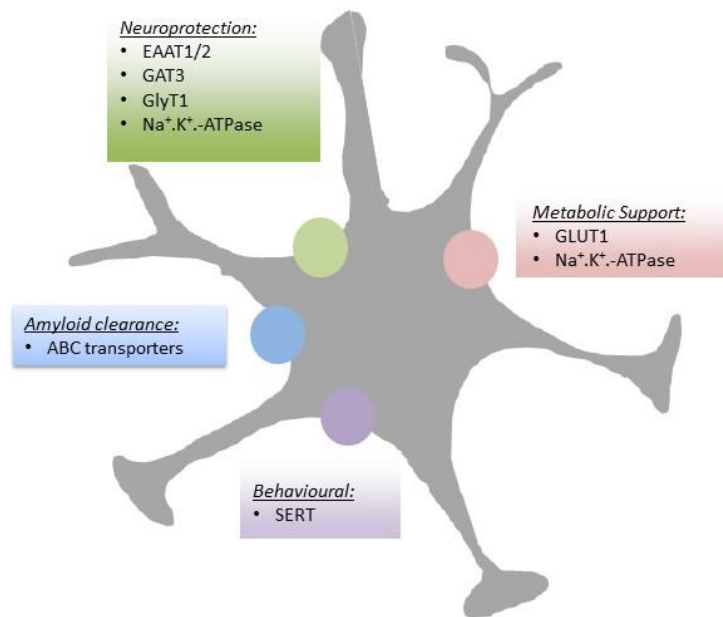 Neuroprotection:
• EAAT1/2
• GAT3
• GlyT1
• Na⁺.K⁺.-ATPase
Metabolic Support:
• GLUT1
• Na⁺.K⁺.-ATPase
Amyloid clearance:
• ABC transporters
Behavioural:
• SERT